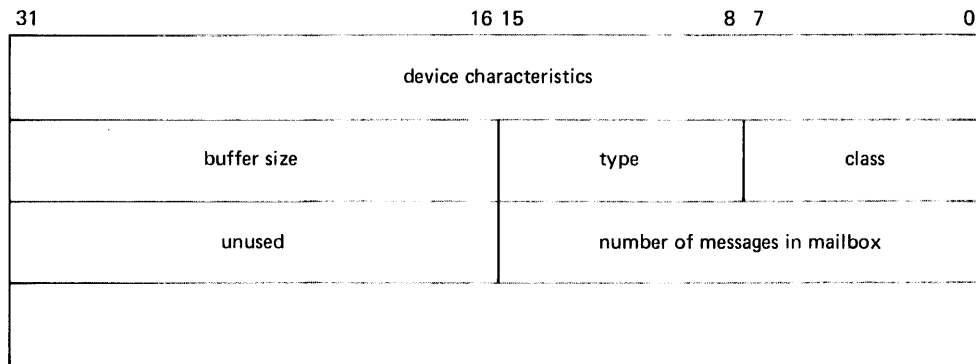 31 16 15 8 7 0
device characteristics
buffer size type class
unused number of messages in mailbox